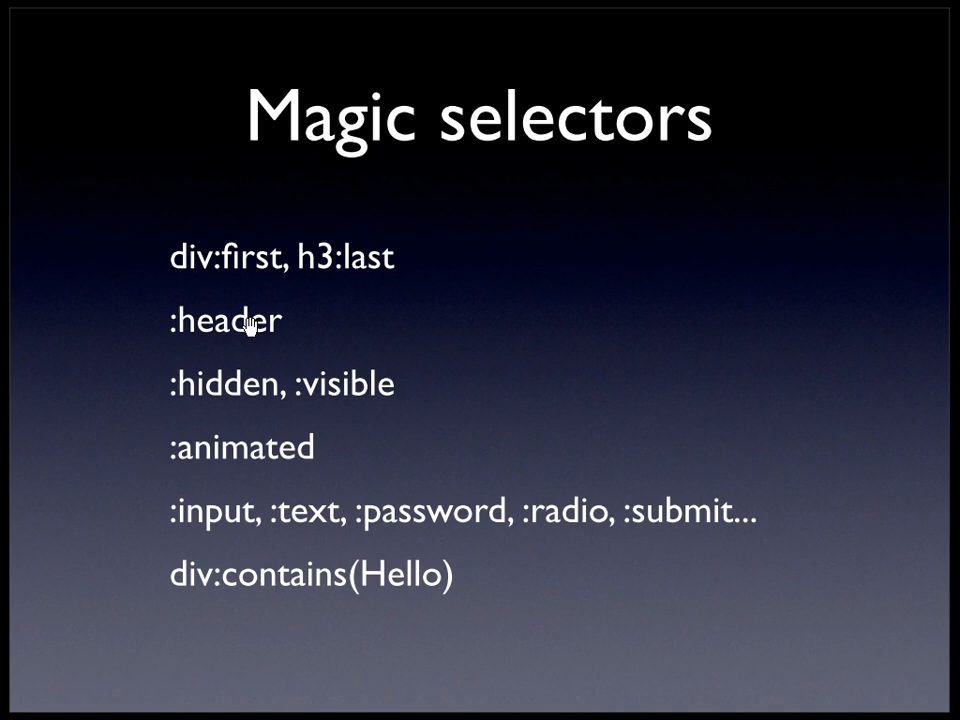 Magic selectors
div:first, h3:last
:header
:hidden, :visible
:animated
:input, :text, :password, :radio, :submit...
div:contains(Hello)